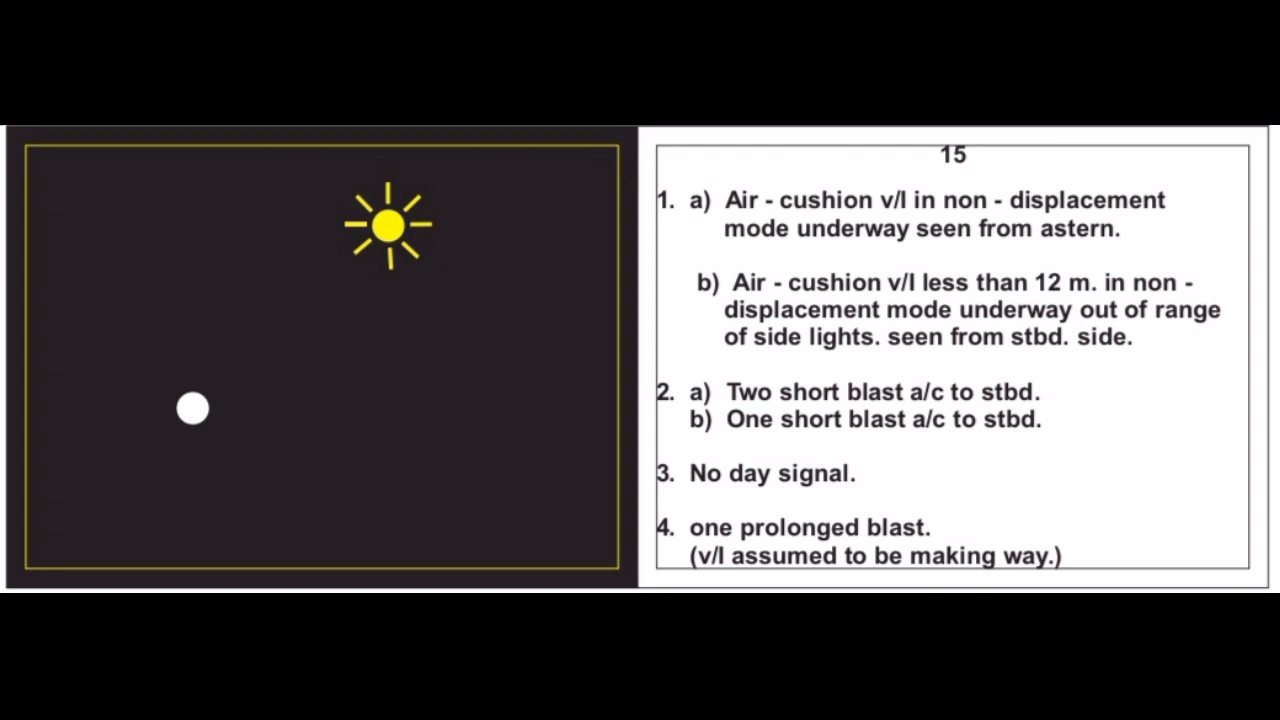 15
1. a) Air - cushion v/l in non - displacement
mode underway seen from astern.
b) Air - cushion v/l less than 12 m. in non -
displacement mode underway out of range
of side lights. seen from stbd. side.
2. a) Two short blast a/c to stbd.
b) One short blast a/c to stbd.
3. No day signal.
4. one prolonged blast.
(v/l assumed to be making way.)